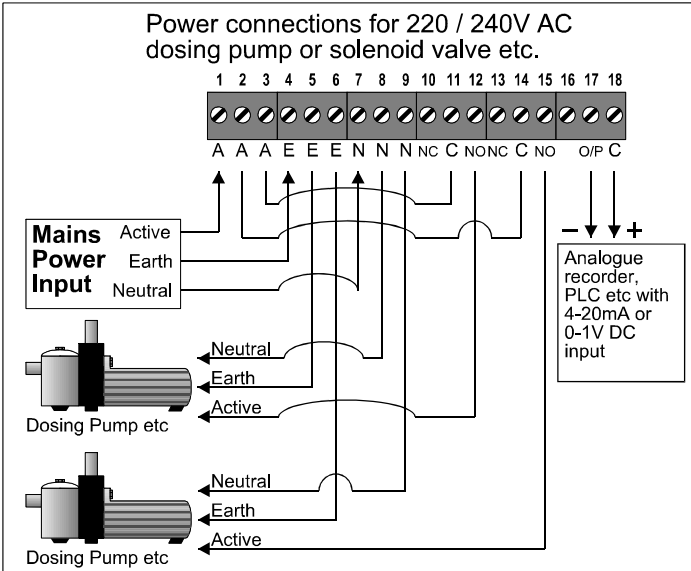 Power connections for 220 / 240V AC
dosing pump or solenoid valve etc.
1 2 3 4 5 6 7 8 9 10 11 12 13 14 15 16 17 18
A A A E E E N N N NC C NO NC C NO O/P C
Mains
Power
Input
Active
Earth
Neutral
− +
Analogue
recorder,
PLC etc with
4-20mA or
0-1V DC
input
Neutral
Earth
Active
Dosing Pump etc
Neutral
Earth
Active
Dosing Pump etc